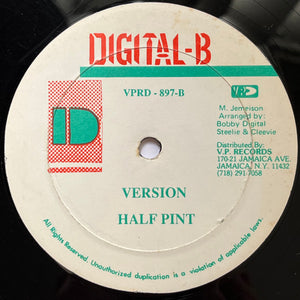 DIGITAL-B
VPRD - 897-B
VP
M. Jemeison
Arranged by:
Bobby Digital
Steelie & Cleevie
Distributed By:
V.P. RECORDS
170-21 JAMAICA AVE.
JAMAICA, N.Y. 11432
(718) 291-7058
D
VERSION
HALF PINT
All Rights Reserved. Unauthorized duplication is a violation of applicable laws.